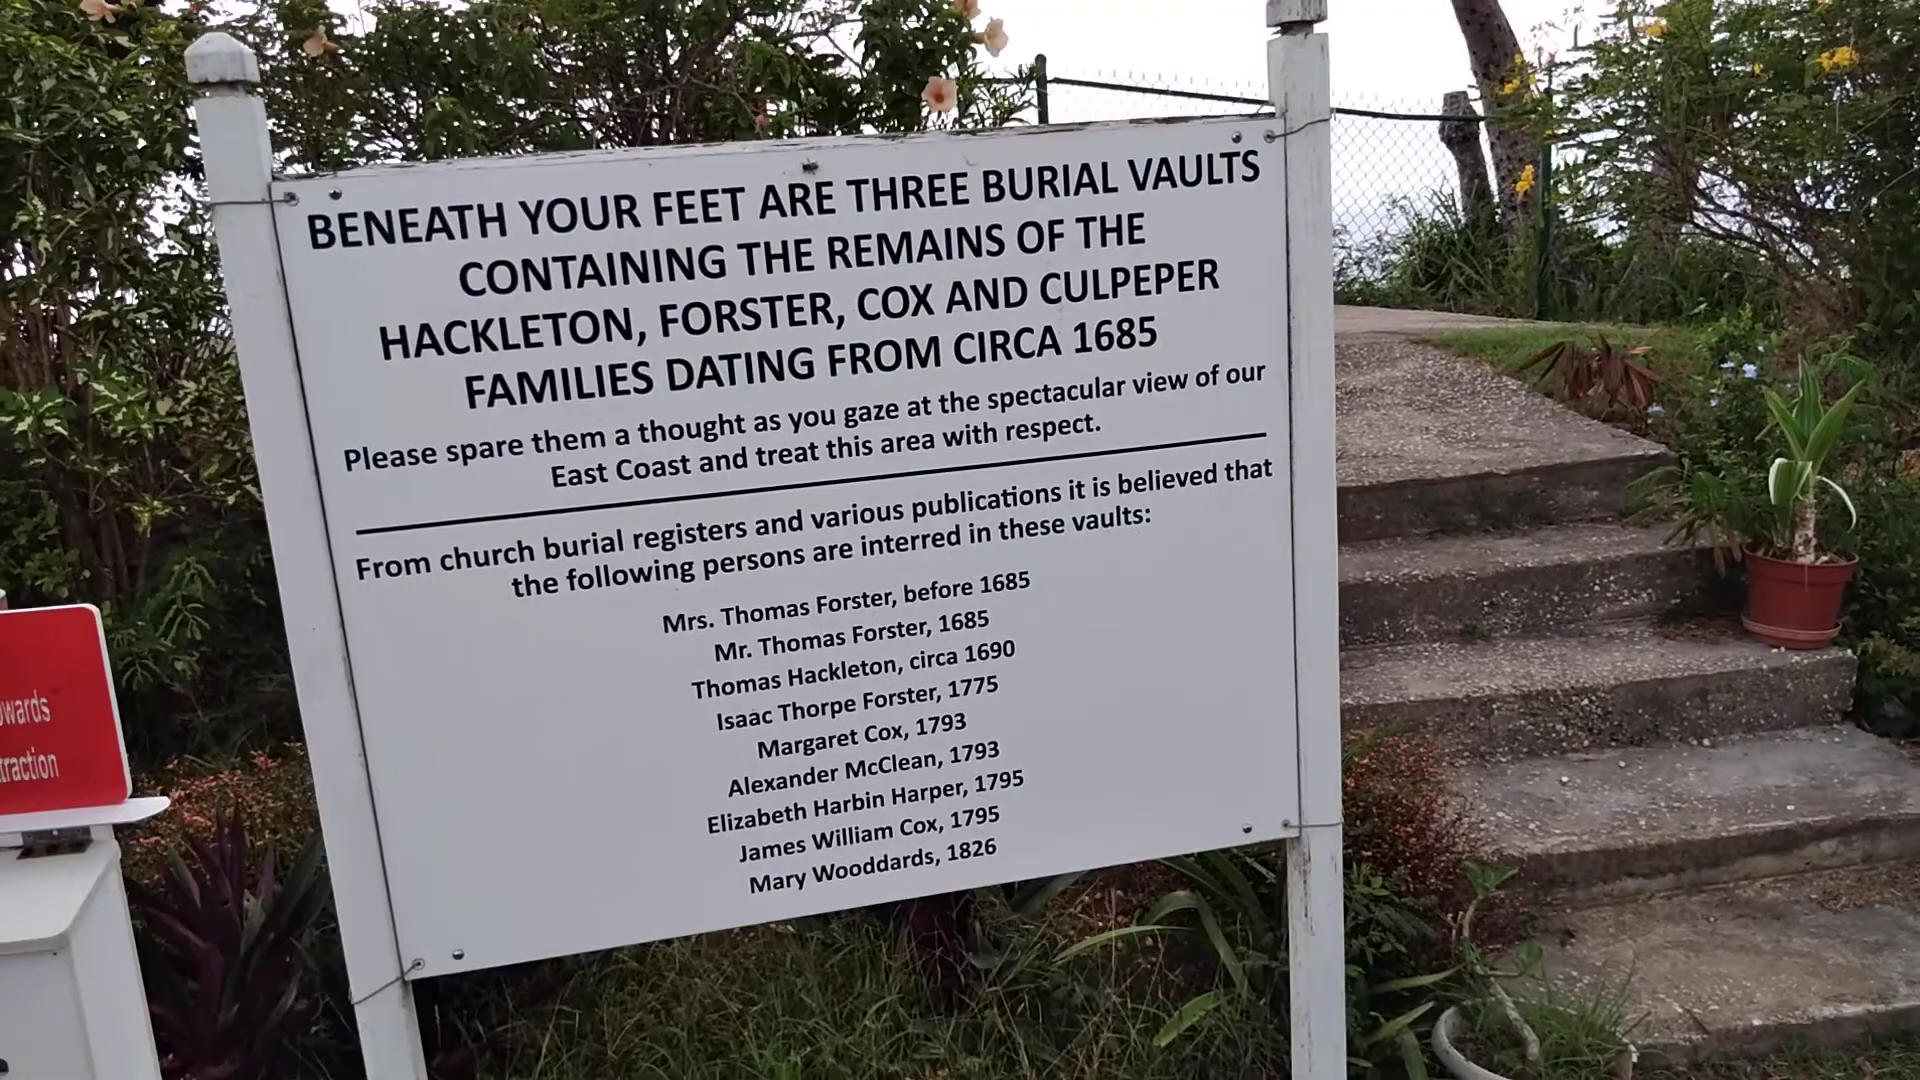 BENEATH YOUR FEET ARE THREE BURIAL VAULTS
CONTAINING THE REMAINS OF THE
HACKLETON, FORSTER, COX AND CULPEPER
FAMILIES DATING FROM CIRCA 1685
Please spare them a thought as you gaze at the spectacular view of our
East Coast and treat this area with respect.
From church burial registers and various publications it is believed that
the following persons are interred in these vaults:
Mrs. Thomas Forster, before 1685
Mr. Thomas Forster, 1685
Thomas Hackleton, circa 1690
Isaac Thorpe Forster, 1775
Margaret Cox, 1793
Alexander McClean, 1793
Elizabeth Harbin Harper, 1795
James William Cox, 1795
Mary Wooddards, 1826